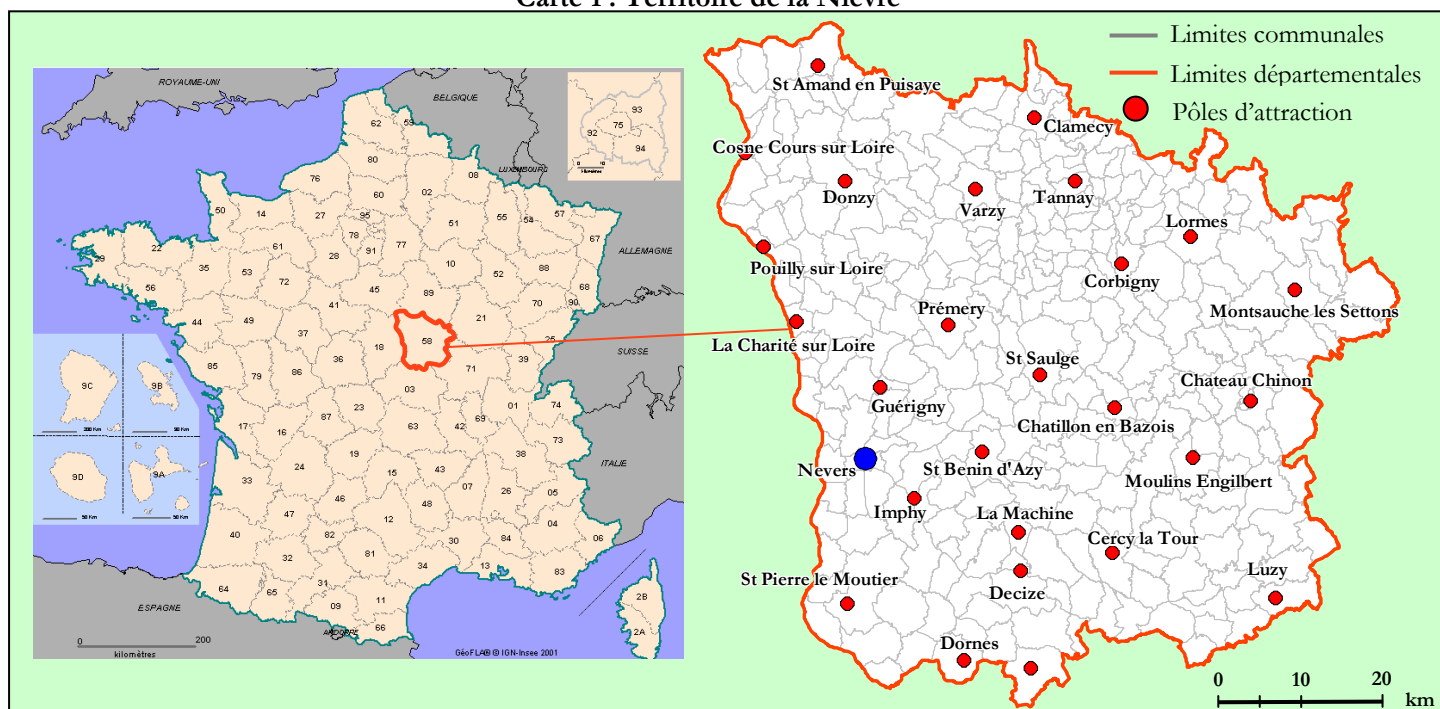 Carte 1 : Territoire de la Nièvre
ROYAUME-UNI
BELGIQUE
LUXEMBOURG
ALLEMAGNE
SUISSE
ITALIE
ESPAGNE
ANDORRE
93
92
75
94
62
59
80
08
76
02
60
50
14
27
95
51
55
54
57
78
77
67
61
91
22
29
28
10
88
35
53
52
68
56
72
45
89
70
90
41
44
49
21
37
18
58
25
36
39
85
79
86
71
03
01
74
23
87
69
17
16
63
42
73
19
38
24
15
43
33
07
26
05
46
48
47
12
04
40
82
30
84
06
32
81
34
13
83
31
64
65
11
09
66
2B
2A
9C
9B
9D
9A
200 Km
50 Km
50 Km
50 Km
0
200
kilomètres
GéoFLAB © IGN-Insee 2001
Limites communales
Limites départementales
Pôles d'attraction
St Amand en Puisaye
Clamecy
Cosne Cours sur Loire
Donzy
Varzy
Tannay
Lormes
Pouilly sur Loire
Corbigny
Montsauche les Settons
Prémery
La Charité sur Loire
St Saulge
Chateau Chinon
Guérigny
Chatillon en Bazois
Nevers
St Benin d'Azy
Moulins Engilbert
Imphy
La Machine
Cercy la Tour
Luzy
St Pierre le Moutier
Decize
Dornes
0
10
20
km